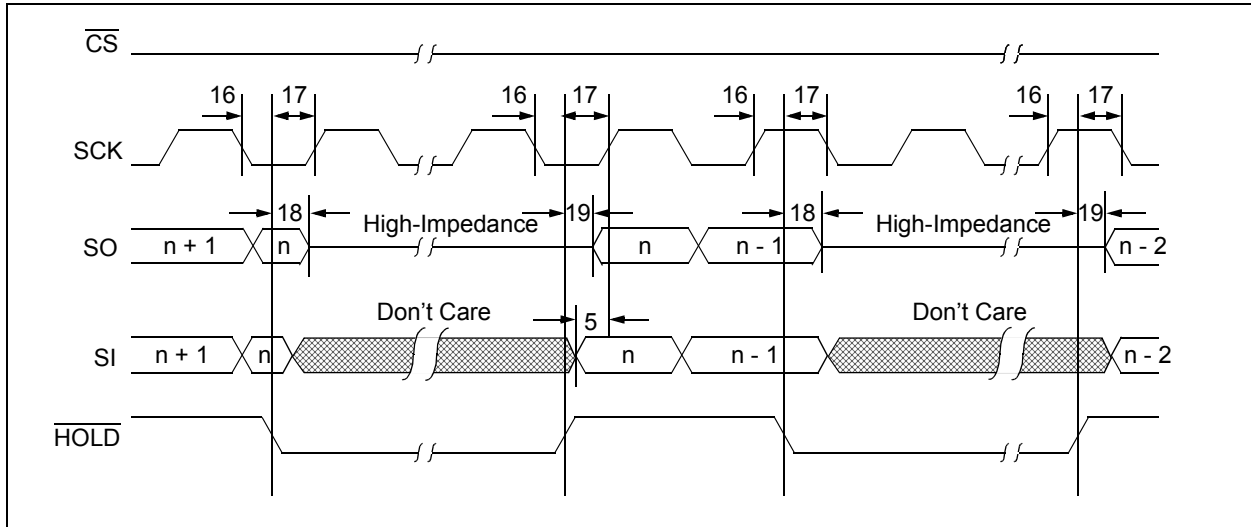 CS
16 17 16 17 16 17 16 17
SCK
18 High-Impedance 19 18 High-Impedance 19
SO n + 1 n n n - 1 n - 2
Don't Care 5 Don't Care
SI n + 1 n n n - 1 n - 2
HOLD